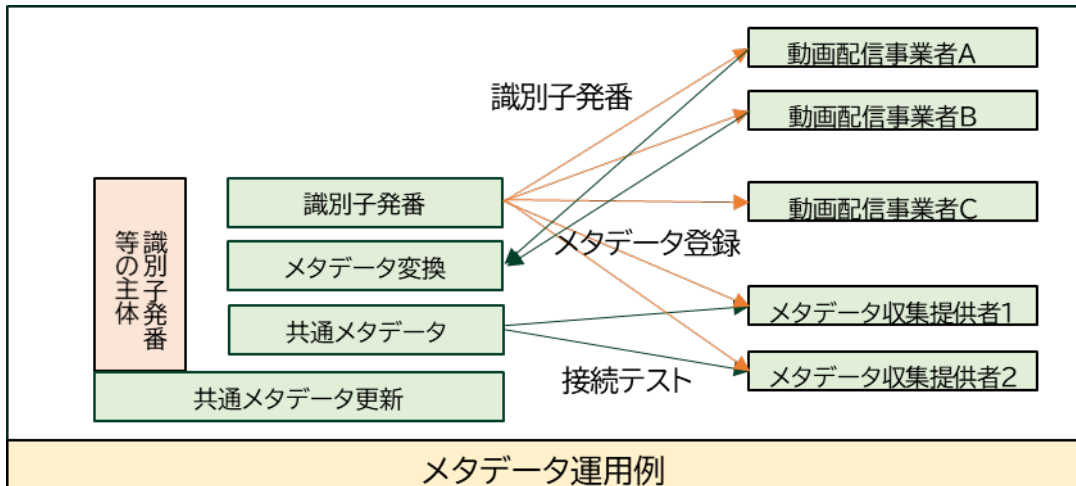 動画配信事業者A
識別子発番
動画配信事業者B
識別子発番
動画配信事業者C
識別子発番
等の主体
メタデータ登録
メタデータ変換
共通メタデータ
メタデータ収集提供者1
接続テスト
メタデータ収集提供者2
共通メタデータ更新
メタデータ運用例